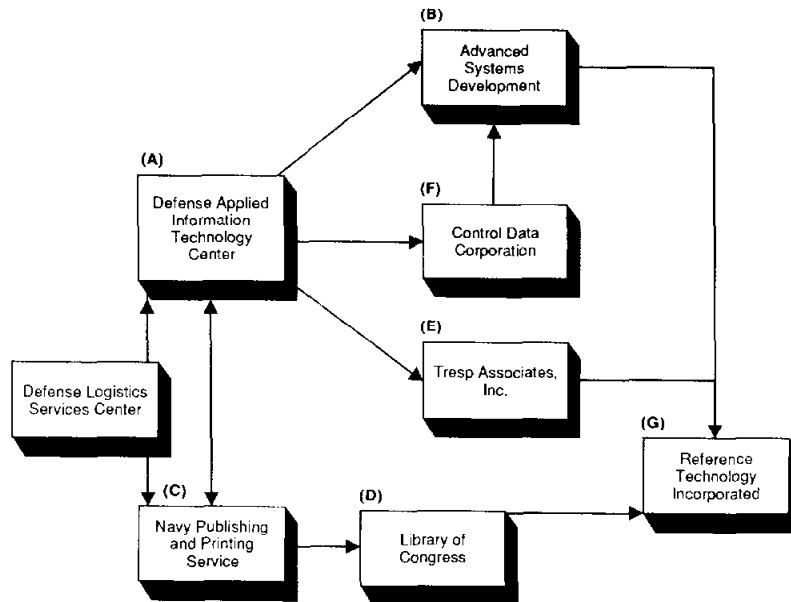 (B)
Advanced
Systems
Development
(A)
Defense Applied
Information
Technology
Center
(F)
Control Data
Corporation
(E)
Tresp Associates,
Inc.
Defense Logistics
Services Center
(G)
Reference
Technology
Incorporated
(C)
Navy Publishing
and Printing
Service
(D)
Library of
Congress